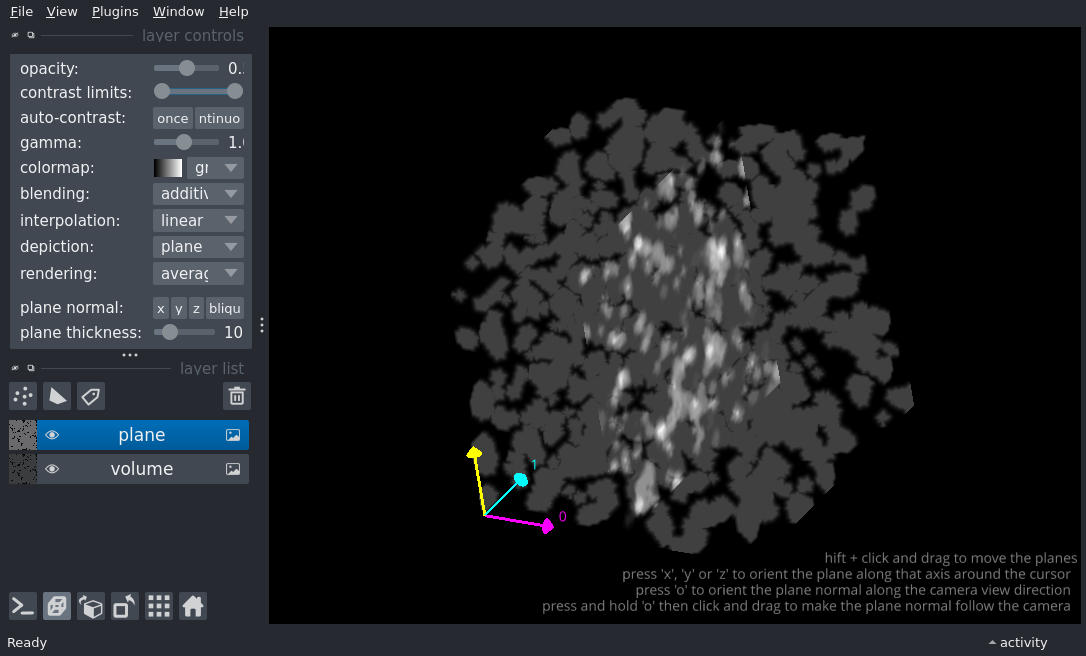 File View Plugins Window Help
layer controls
opacity: 0.
contrast limits:
auto-contrast: once ntinuo
gamma: 1.
colormap: gr
blending: additiv
interpolation: linear
depiction: plane
rendering: averag
plane normal: x y z bliqu
plane thickness: 10
layer list
plane
volume
1
0
hift + click and drag to move the planes
press 'x', 'y' or 'z' to orient the plane along that axis around the cursor
press 'o' to orient the plane normal along the camera view direction
press and hold 'o' then click and drag to make the plane normal follow the camera
Ready
activity